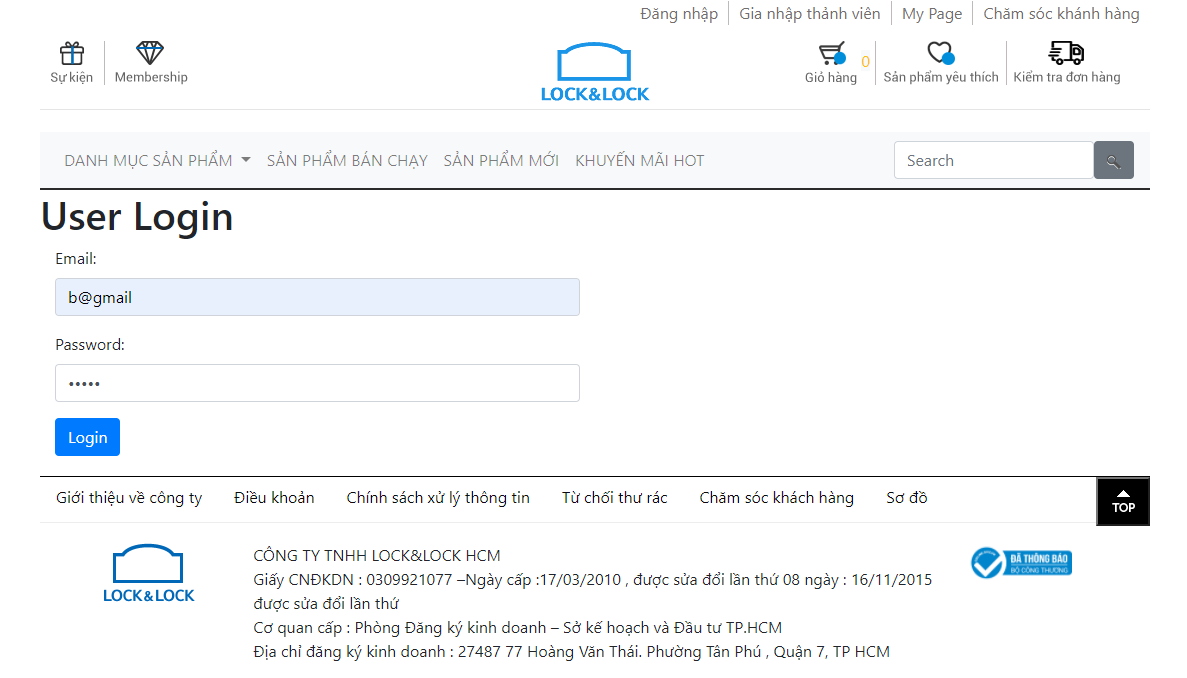 Đăng nhập Gia nhập thành viên My Page Chăm sóc khánh hàng
Sự kiện Membership
LOCK&LOCK
Giỏ hàng 0 Sản phẩm yêu thích Kiểm tra đơn hàng
DANH MỤC SẢN PHẨM SẢN PHẨM BÁN CHẠY SẢN PHẨM MỚI KHUYẾN MÃI HOT Search
User Login
Email:
b@gmail
Password:
•••••
Login
Giới thiệu về công ty Điều khoản Chính sách xử lý thông tin Từ chối thư rác Chăm sóc khách hàng Sơ đồ
TOP
LOCK&LOCK
CÔNG TY TNHH LOCK&LOCK HCM
Giấy CNĐKDN : 0309921077 –Ngày cấp :17/03/2010 , được sửa đổi lần thứ 08 ngày : 16/11/2015
được sửa đổi lần thứ
Cơ quan cấp : Phòng Đăng ký kinh doanh – Sở kế hoạch và Đầu tư TP.HCM
Địa chỉ đăng ký kinh doanh : 27487 77 Hoàng Văn Thái. Phường Tân Phú , Quận 7, TP HCM
ĐÃ THÔNG BÁO
BỘ CÔNG THƯƠNG